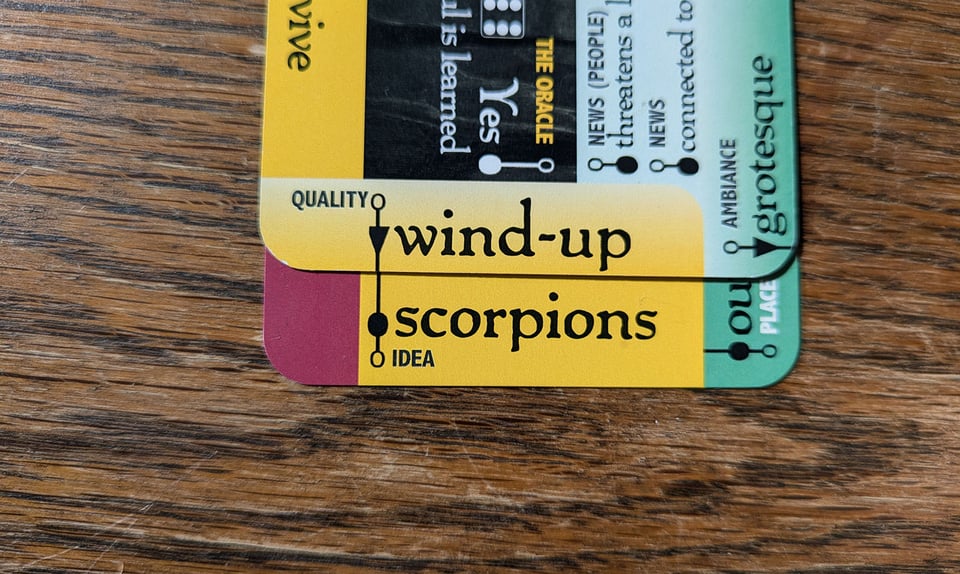 vive
d is learned
Yes
THE ORACLE
NEWS (PEOPLE)
threatens a l
NEWS
connected to
AMBIANCE
grotesque
QUALITY
wind-up
scorpions
IDEA
ou
PLACE